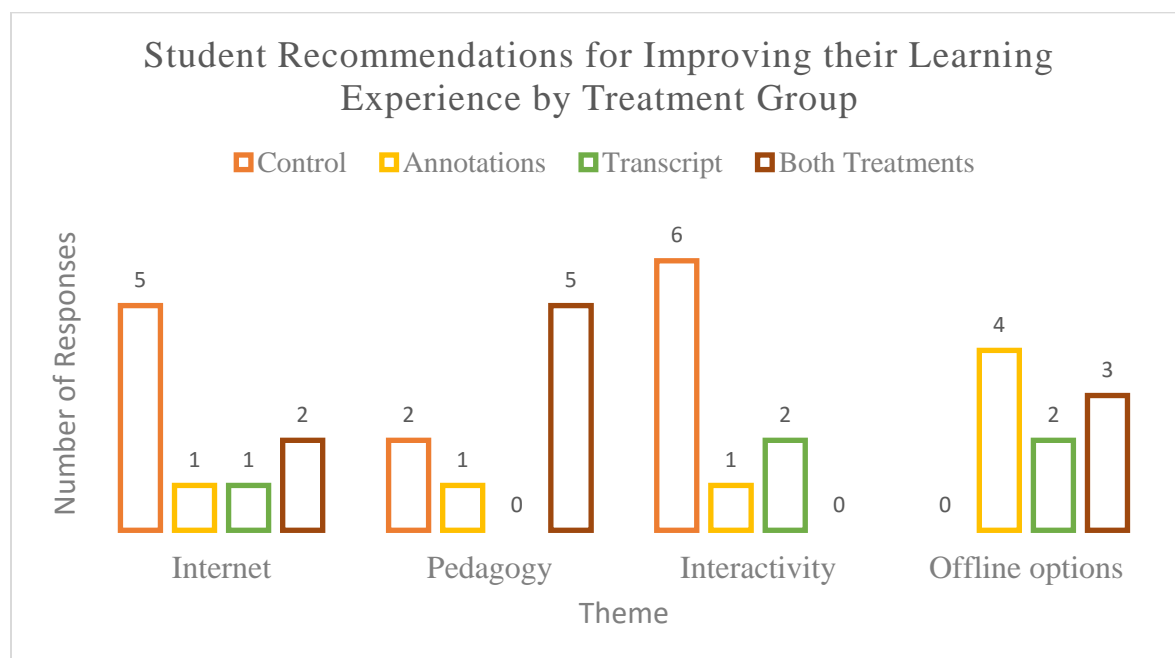 Student Recommendations for Improving their Learning
Experience by Treatment Group
Control Annotations Transcript Both Treatments
Number of Responses
5 1 1 2
2 1 0 5
6 1 2 0
0 4 2 3
Internet Pedagogy Interactivity Offline options
Theme